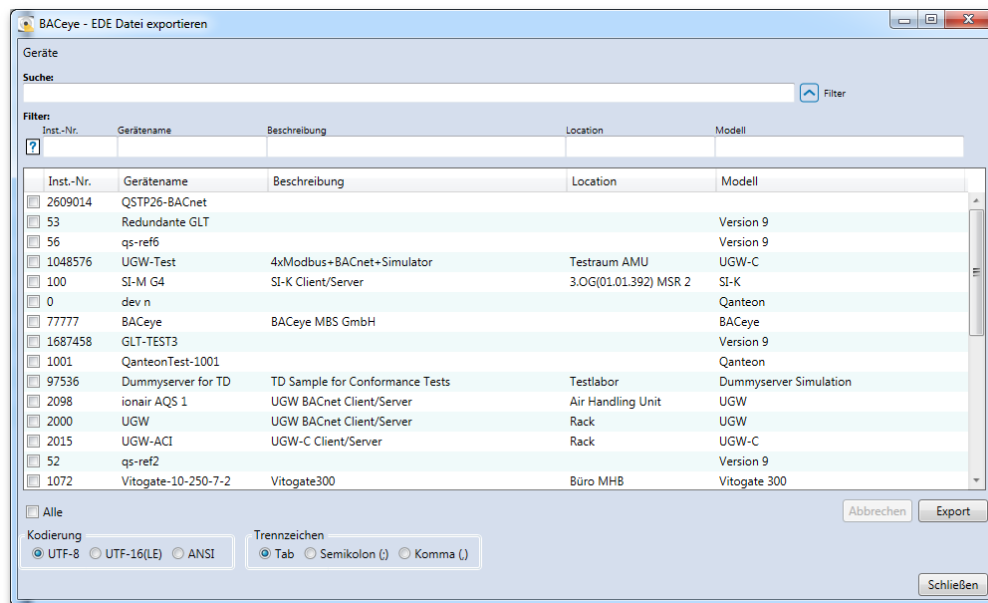 BACeye - EDE Datei exportieren
Geräte
Suche:
Filter
Filter:
Inst.-Nr. Gerätename Beschreibung Location Modell
?
Inst.-Nr. Gerätename Beschreibung Location Modell
2609014 QSTP26-BACnet
53 Redundante GLT Version 9
56 qs-ref6 Version 9
1048576 UGW-Test 4xModbus+BACnet+Simulator Testraum AMU UGW-C
100 SI-M G4 SI-K Client/Server 3.OG(01.01.392) MSR 2 SI-K
0 dev n Qanteon
77777 BACeye BACeye MBS GmbH BACeye
1687458 GLT-TEST3 Version 9
1001 QanteonTest-1001 Qanteon
97536 Dummyserver for TD TD Sample for Conformance Tests Testlabor Dummyserver Simulation
2098 ionair AQS 1 UGW BACnet Client/Server Air Handling Unit UGW
2000 UGW UGW BACnet Client/Server Rack UGW
2015 UGW-ACI UGW-C Client/Server Rack UGW-C
52 qs-ref2 Version 9
1072 Vitogate-10-250-7-2 Vitogate300 Büro MHB Vitogate 300
Alle Abbrechen Export
Kodierung Trennzeichen
UTF-8 UTF-16(LE) ANSI Tab Semikolon (;) Komma (,)
Schließen